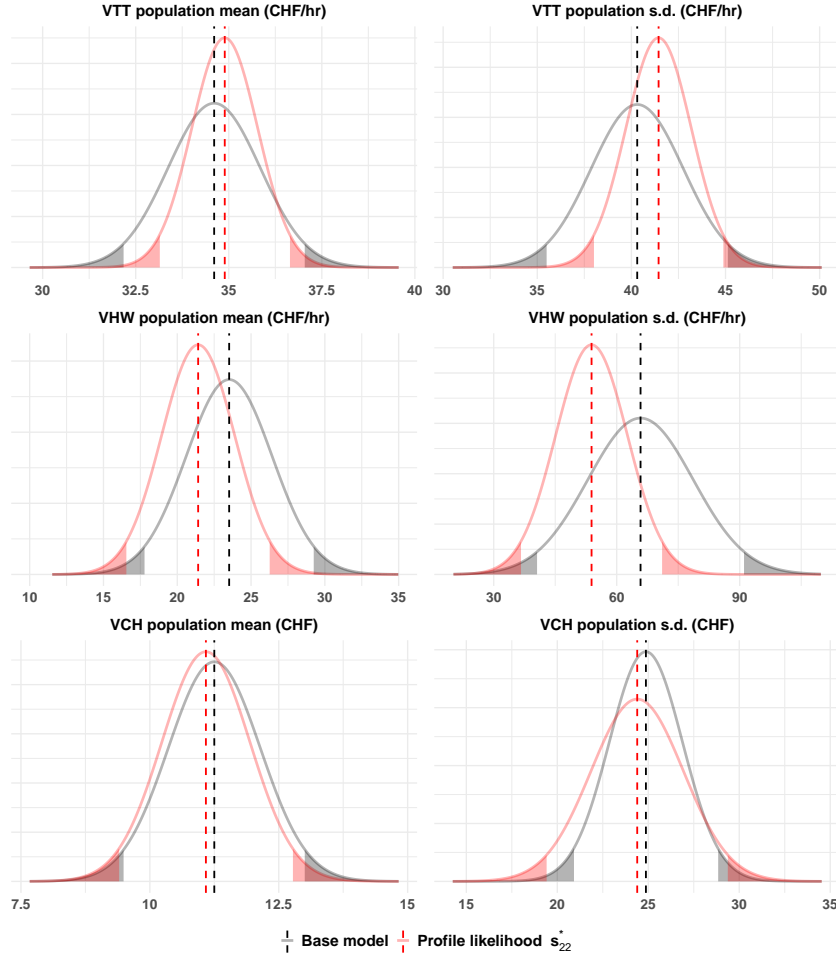 VTT population mean (CHF/hr)
VTT population s.d. (CHF/hr)
30 32.5 35 37.5 40
30 35 40 45 50
VHW population mean (CHF/hr)
VHW population s.d. (CHF/hr)
10 15 20 25 30 35
30 60 90
VCH population mean (CHF)
VCH population s.d. (CHF)
7.5 10 12.5 15
15 20 25 30 35
Base model Profile likelihood s*22